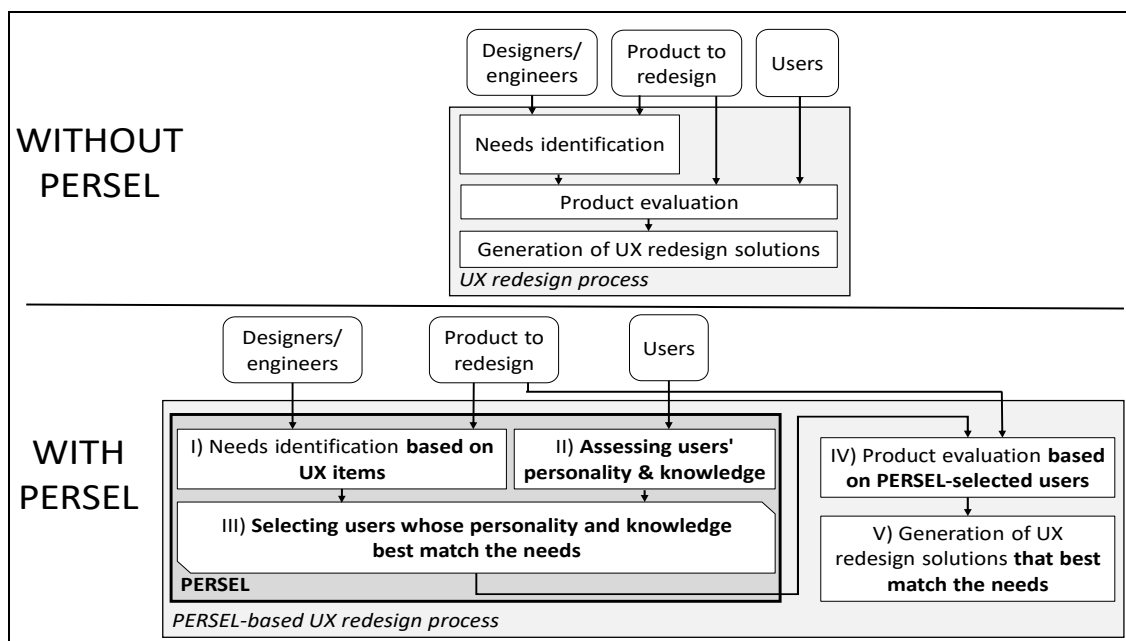 Designers/
engineers
Product to
redesign
Users
WITHOUT
PERSEL
Needs identification
Product evaluation
Generation of UX redesign solutions
UX redesign process
Designers/
engineers
Product to
redesign
Users
WITH
PERSEL
I) Needs identification based on
UX items
II) Assessing users'
personality & knowledge
III) Selecting users whose personality and knowledge
best match the needs
PERSEL
IV) Product evaluation based
on PERSEL-selected users
V) Generation of UX
redesign solutions that best
match the needs
PERSEL-based UX redesign process